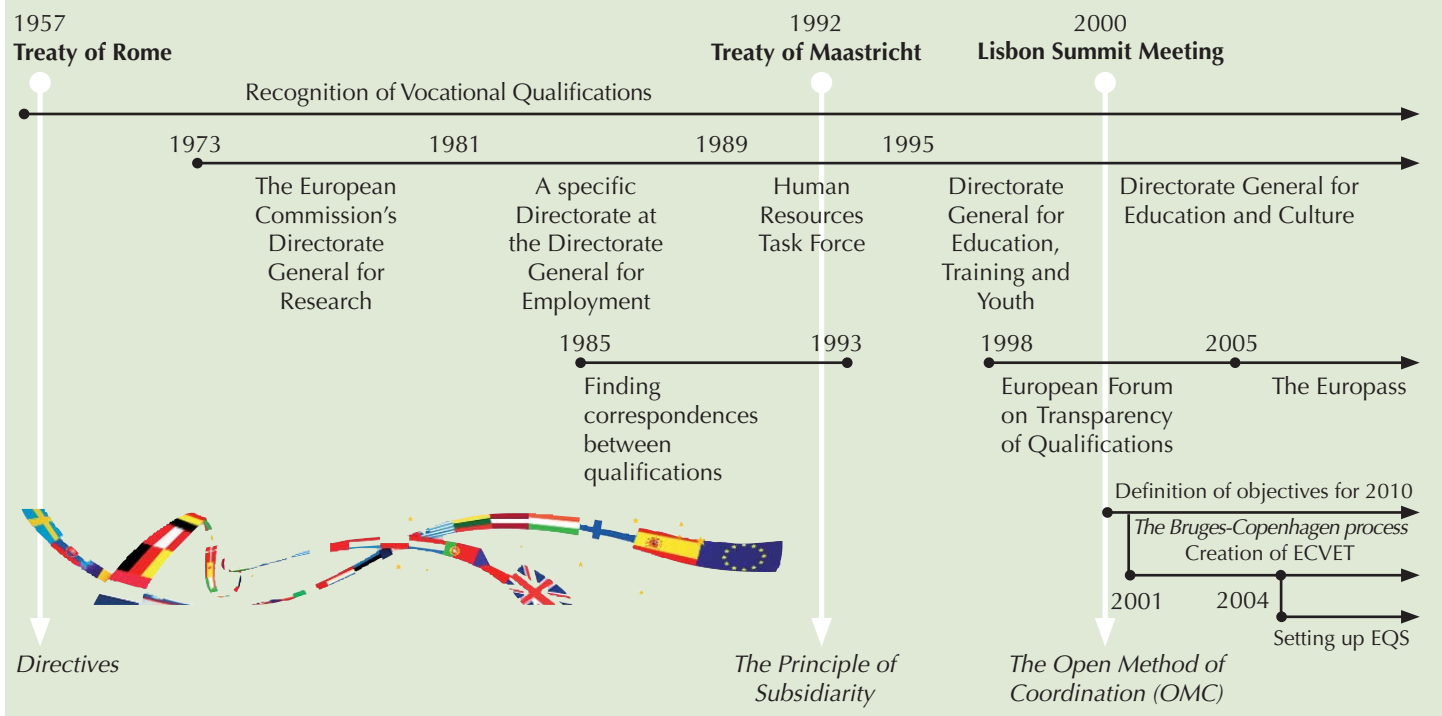 1957
Treaty of Rome
1992
Treaty of Maastricht
2000
Lisbon Summit Meeting
Recognition of Vocational Qualifications
1973
1981
1989
1995
The European
Commission's
Directorate
General for
Research
A specific
Directorate at
the Directorate
General for
Employment
Human
Resources
Task Force
Directorate
General for
Education,
Training and
Youth
Directorate General for
Education and Culture
1985
1993
1998
2005
Finding
correspondences
between
qualifications
European Forum
on Transparency
of Qualifications
The Europass
Definition of objectives for 2010
The Bruges-Copenhagen process
Creation of ECVET
2001
2004
Setting up EQS
Directives
The Principle of
Subsidiarity
The Open Method of
Coordination (OMC)